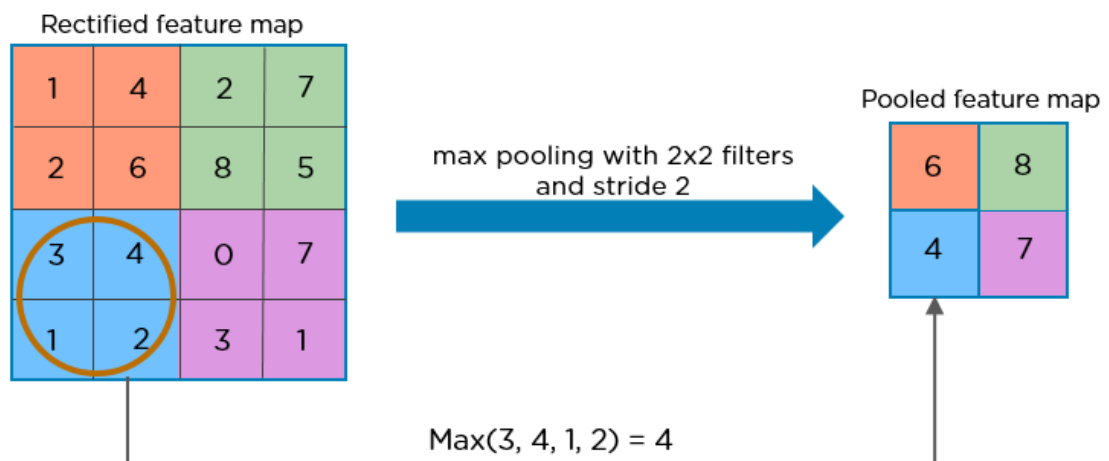 Rectified feature map
1 4 2 7
2 6 8 5
3 4 0 7
1 2 3 1
max pooling with 2x2 filters
and stride 2
Pooled feature map
6 8
4 7
Max(3, 4, 1, 2) = 4